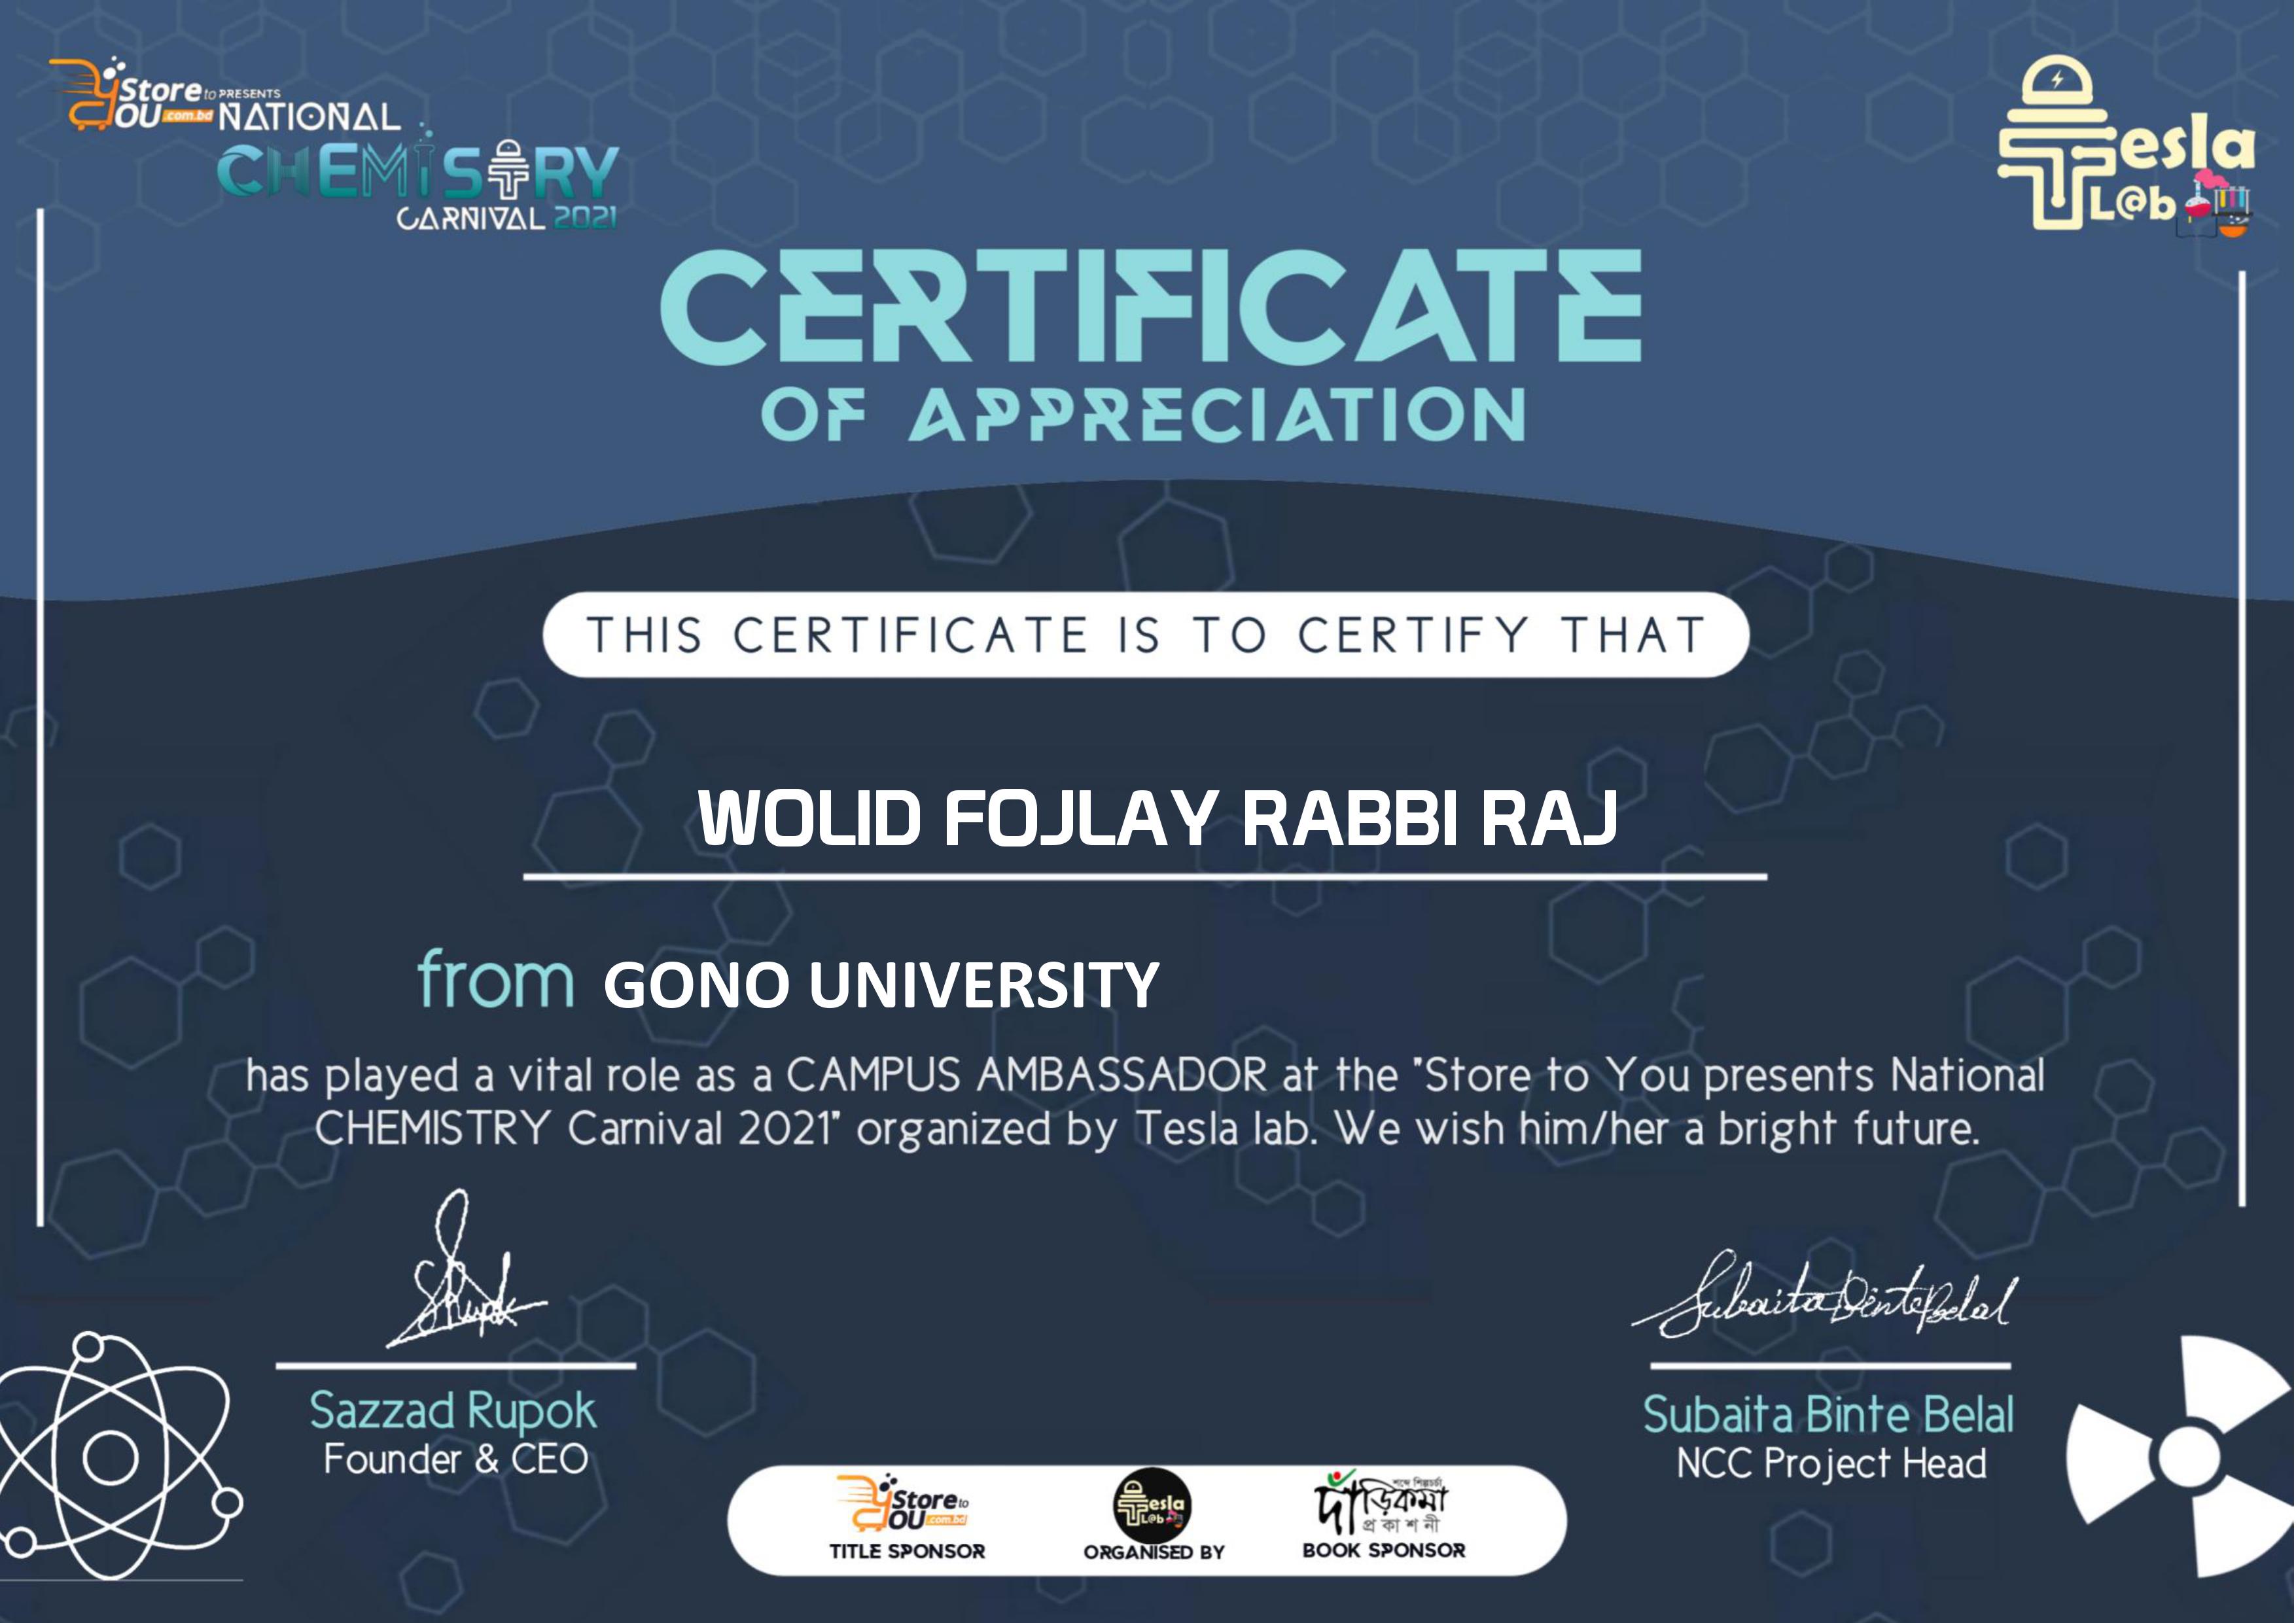 Store to PRESENTS
YOU .com.bd NATIONAL
CHEMISTRY
CARNIVAL 2021
Tesla
L@b
CERTIFICATE
OF APPRECIATION
THIS CERTIFICATE IS TO CERTIFY THAT
WOLID FOJLAY RABBI RAJ
from GONO UNIVERSITY
has played a vital role as a CAMPUS AMBASSADOR at the "Store to You presents National
CHEMISTRY Carnival 2021" organized by Tesla lab. We wish him/her a bright future.
Subaita Binte Belal
Sazzad Rupok
Founder & CEO
Subaita Binte Belal
NCC Project Head
Store to
YOU .com.bd
TITLE SPONSOR
Tesla
L@b
ORGANISED BY
শব্দে শিল্পচর্চা
দাঁড়িকমা
প্রকাশনী
BOOK SPONSOR